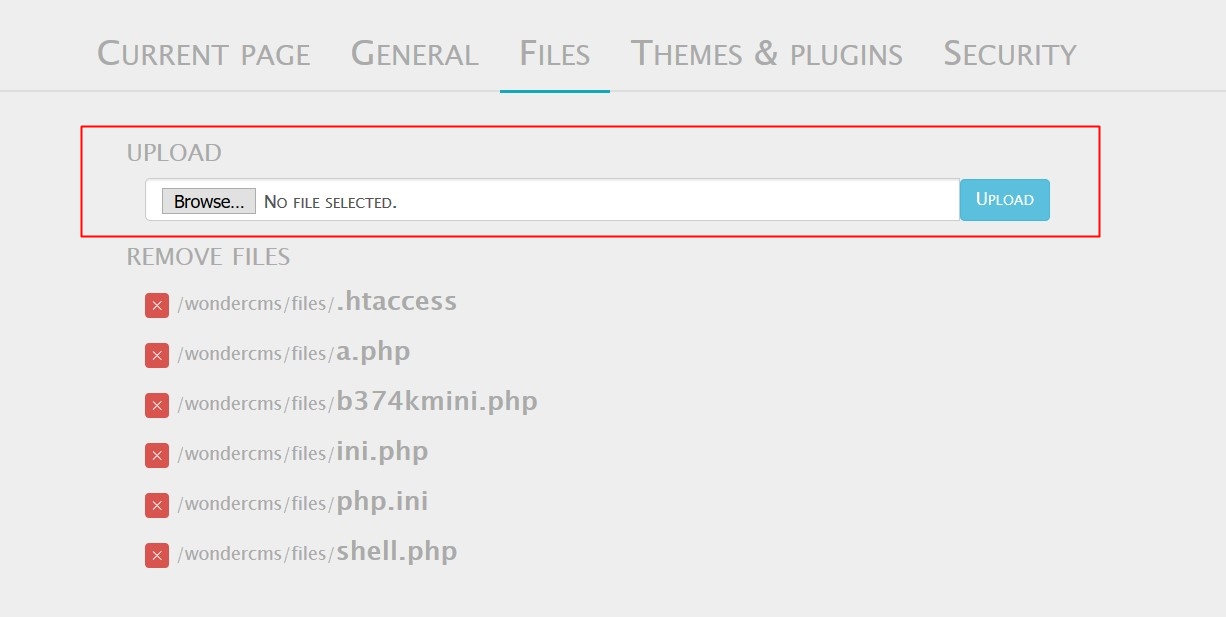 Current page General Files Themes & plugins Security
UPLOAD
Browse... No file selected. Upload
REMOVE FILES
/wondercms/files/.htaccess
/wondercms/files/a.php
/wondercms/files/b374kmini.php
/wondercms/files/ini.php
/wondercms/files/php.ini
/wondercms/files/shell.php